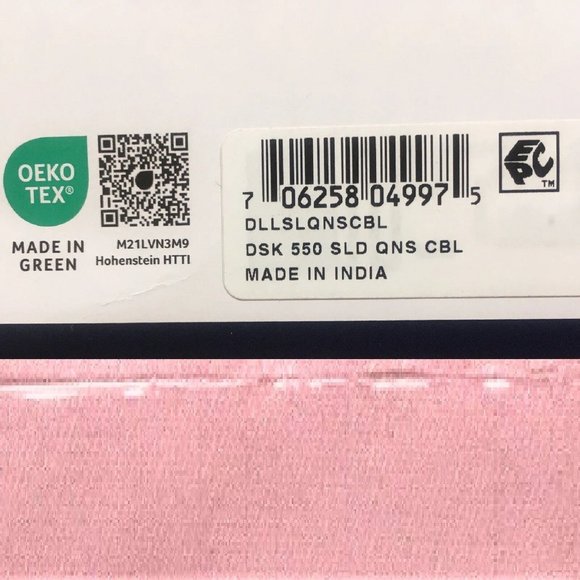 OEKO
TEX®
MADE IN
GREEN
M21LVN3M9
Hohenstein HTTI
7 06258 04997 5
DLLSLQNSCBL
DSK 550 SLD QNS CBL
MADE IN INDIA
EPC
TM